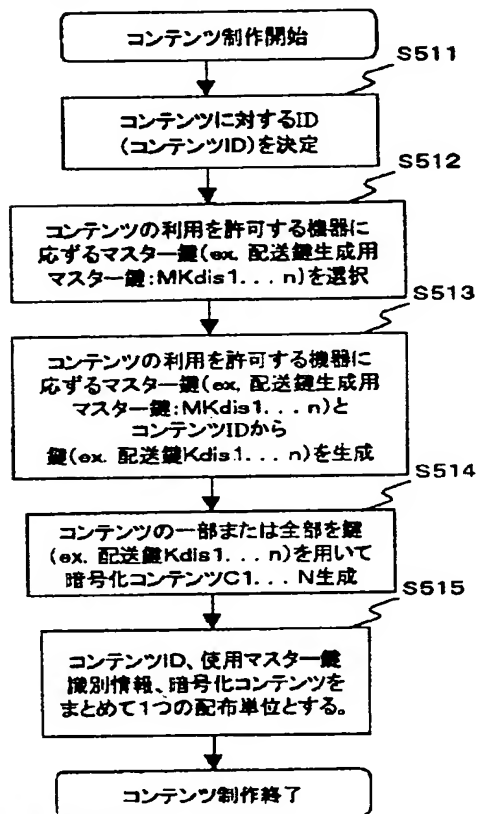 コンテンツ制作開始
S511
コンテンツに対するID
(コンテンツID)を決定
S512
コンテンツの利用を許可する機器に
応ずるマスター鍵(ex. 配送鍵生成用
マスター鍵:MKdis1...n)を選択
S513
コンテンツの利用を許可する機器に
応ずるマスター鍵(ex. 配送鍵生成用
マスター鍵:MKdis1...n)と
コンテンツIDから
鍵(ex. 配送鍵Kdis1...n)を生成
S514
コンテンツの一部または全部を鍵
(ex. 配送鍵Kdis1...n)を用いて
暗号化コンテンツC1...N生成
S515
コンテンツID、使用マスター鍵
識別情報、暗号化コンテンツを
まとめて1つの配布単位とする。
コンテンツ制作終了